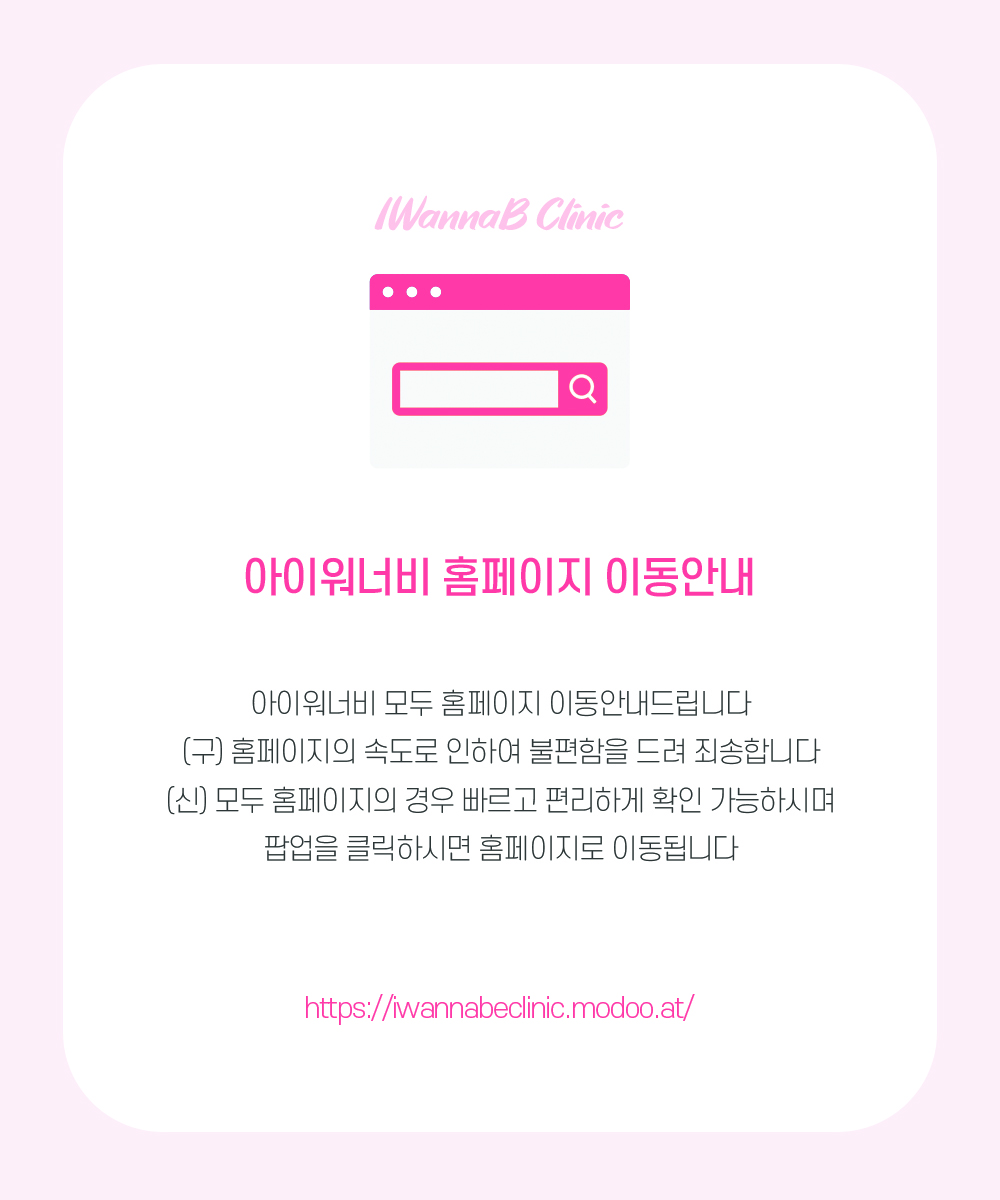 IWannaB Clinic
아이워너비 홈페이지 이동안내
아이워너비 모두 홈페이지 이동안내드립니다
(구) 홈페이지의 속도로 인하여 불편함을 드려 죄송합니다
(신) 모두 홈페이지의 경우 빠르고 편리하게 확인 가능하시며
팝업을 클릭하시면 홈페이지로 이동됩니다
https://iwannabeclinic.modoo.at/